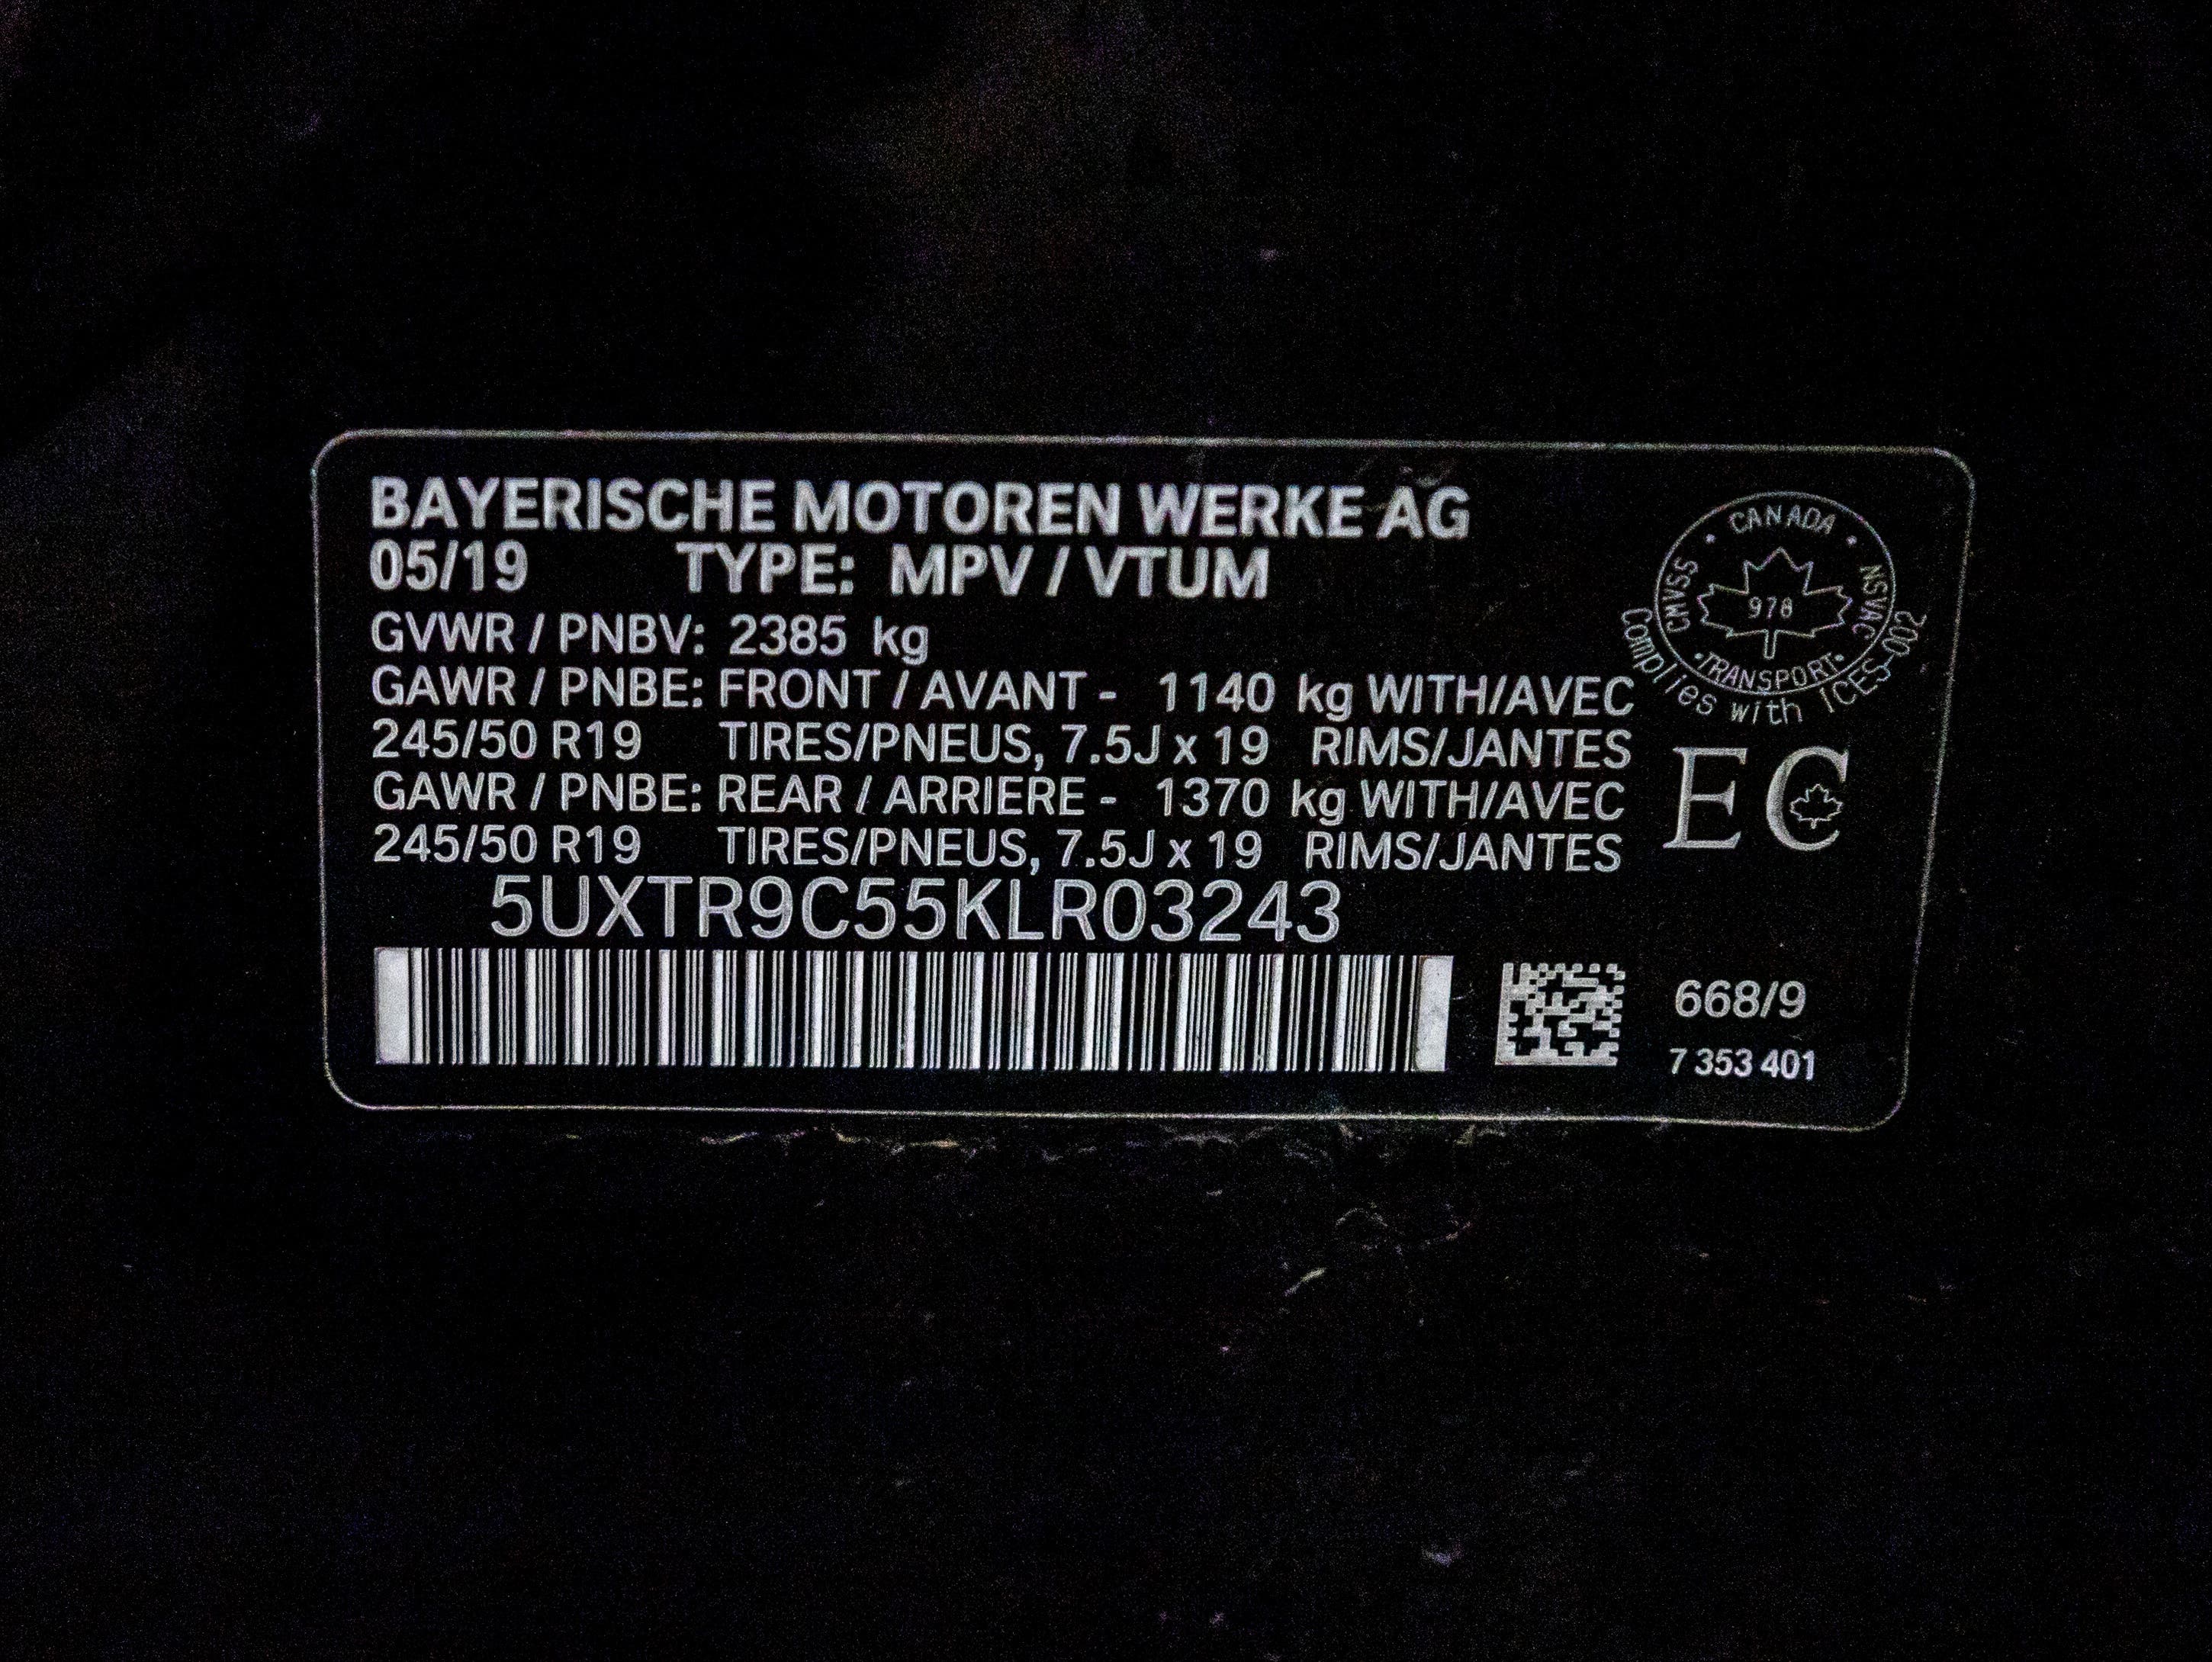 BAYERISCHE MOTOREN WERKE AG
05/19 TYPE: MPV / VTUM
GVWR / PNBV: 2385 kg
GAWR / PNBE: FRONT / AVANT - 1140 kg WITH/AVEC
245/50 R19 TIRES/PNEUS, 7.5J x 19 RIMS/JANTES
GAWR / PNBE: REAR / ARRIERE - 1370 kg WITH/AVEC
245/50 R19 TIRES/PNEUS, 7.5J x 19 RIMS/JANTES
5UXTR9C55KLR03243
CANADA
CMVSS
978
NSVAC
TRANSPORT
Complies with ICES-002
EC
668/9
7 353 401